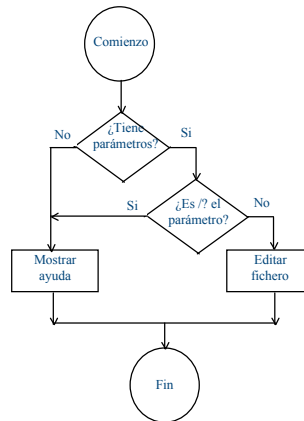 Comienzo
¿Tiene
parámetros?
No
Si
¿Es /? el
parámetro?
Si
No
Mostrar
ayuda
Editar
fichero
Fin